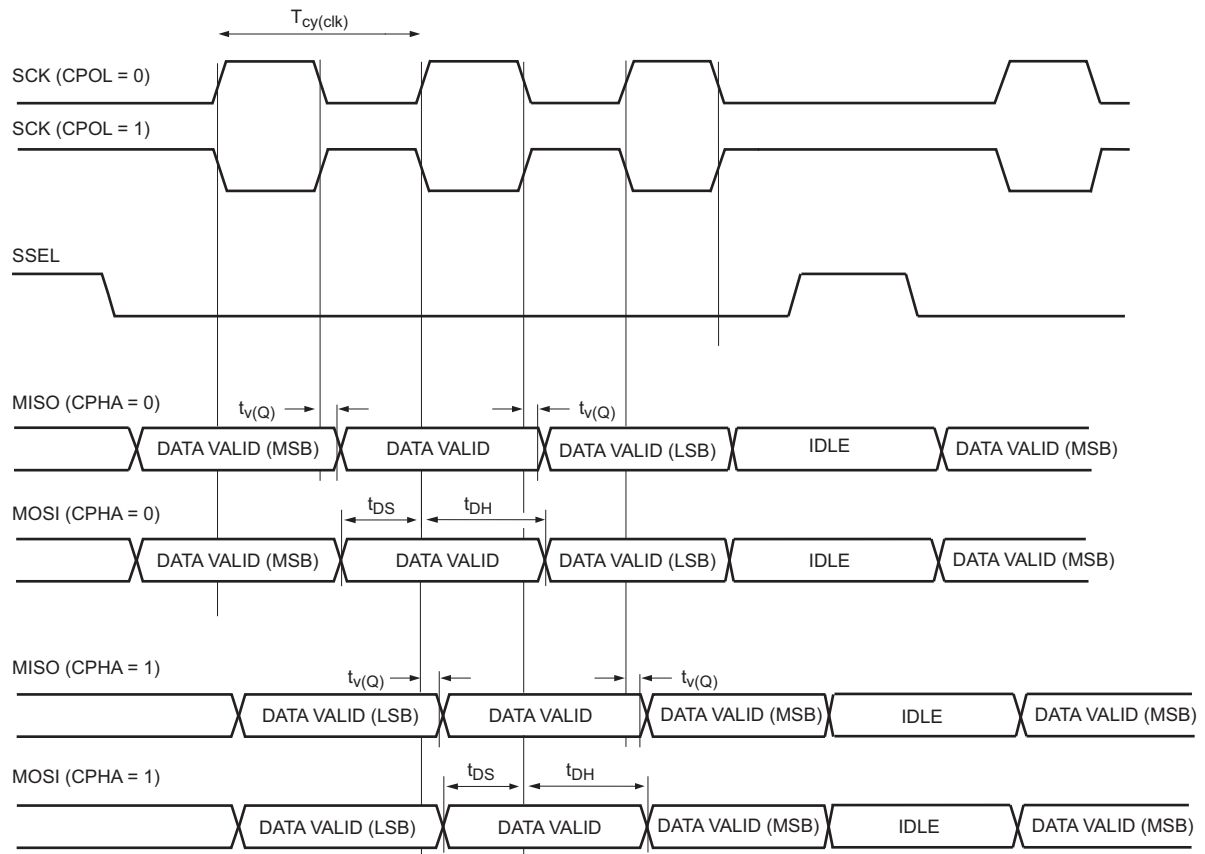 Tcy(clk)
SCK (CPOL = 0)
SCK (CPOL = 1)
SSEL
MISO (CPHA = 0)
tv(Q) tv(Q)
DATA VALID (MSB) DATA VALID DATA VALID (LSB) IDLE DATA VALID (MSB)
tDS tDH
MOSI (CPHA = 0)
DATA VALID (MSB) DATA VALID DATA VALID (LSB) IDLE DATA VALID (MSB)
MISO (CPHA = 1)
tv(Q) tv(Q)
DATA VALID (LSB) DATA VALID DATA VALID (MSB) IDLE DATA VALID (MSB)
tDS tDH
MOSI (CPHA = 1)
DATA VALID (LSB) DATA VALID DATA VALID (MSB) IDLE DATA VALID (MSB)